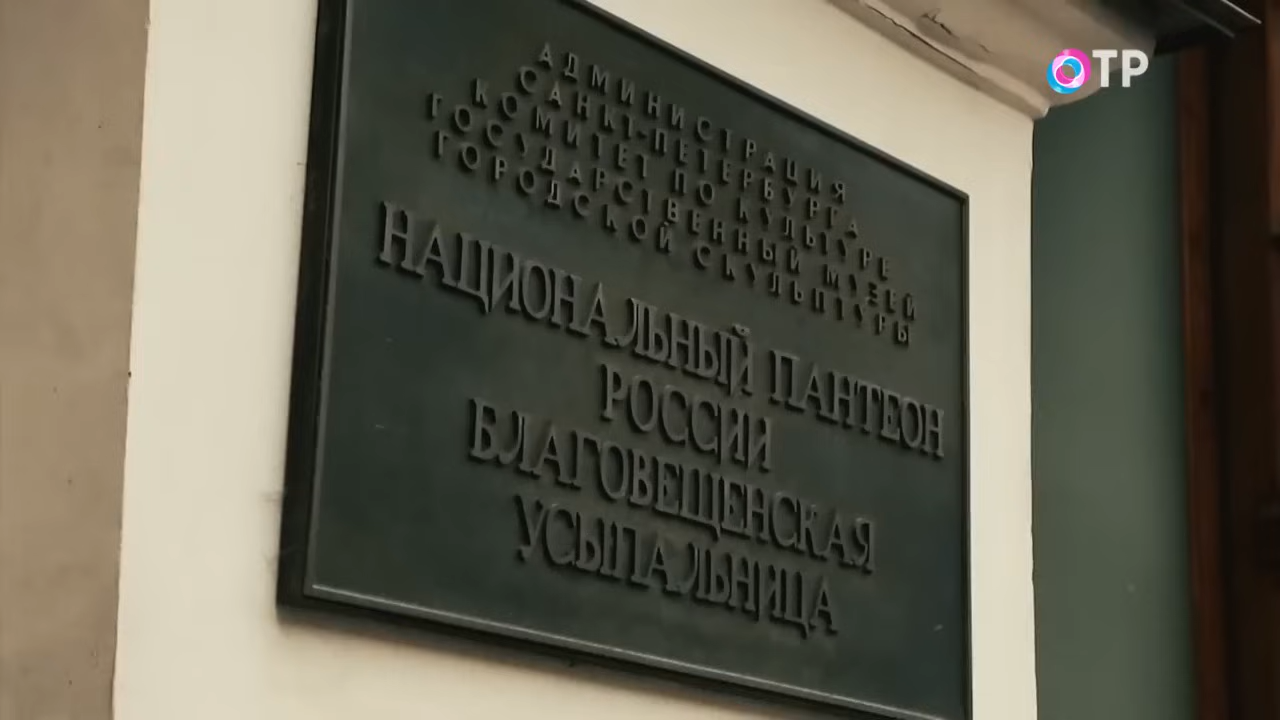 ОТР
АДМИНИСТРАЦИЯ
САНКТ-ПЕТЕРБУРГА
КОМИТЕТ ПО КУЛЬТУРЕ
ГОСУДАРСТВЕННЫЙ МУЗЕЙ
ГОРОДСКОЙ СКУЛЬПТУРЫ
НАЦИОНАЛЬНЫЙ ПАНТЕОН
РОССИИ
БЛАГОВЕЩЕНСКАЯ
УСЫПАЛЬНИЦА